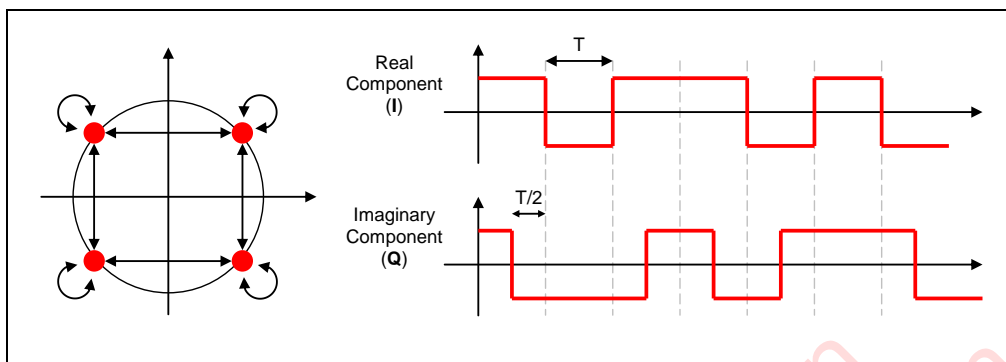 T
Real
Component
(I)
T/2
Imaginary
Component
(Q)